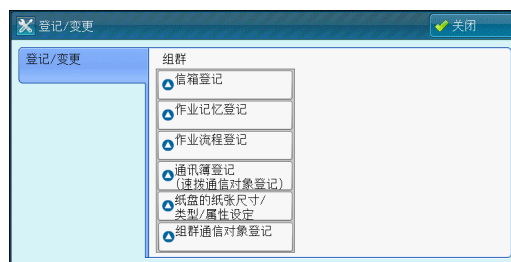 登记/变更
关闭
登记/变更
组群
信箱登记
作业记忆登记
作业流程登记
通讯簿登记
(速拨通信对象登记)
纸盘的纸张尺寸/
类型/属性设定
组群通信对象登记